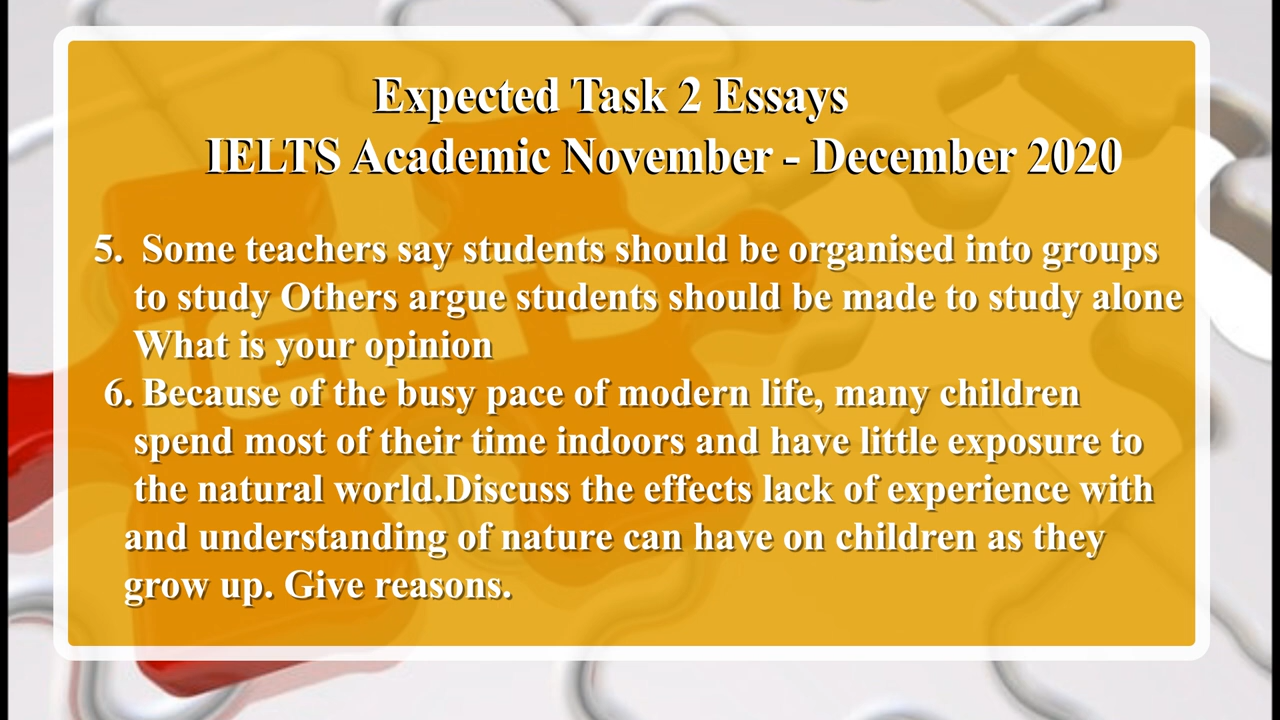 Expected Task 2 Essays
IELTS Academic November - December 2020
5. Some teachers say students should be organised into groups
to study Others argue students should be made to study alone
What is your opinion
6. Because of the busy pace of modern life, many children
spend most of their time indoors and have little exposure to
the natural world.Discuss the effects lack of experience with
and understanding of nature can have on children as they
grow up. Give reasons.
IELTS